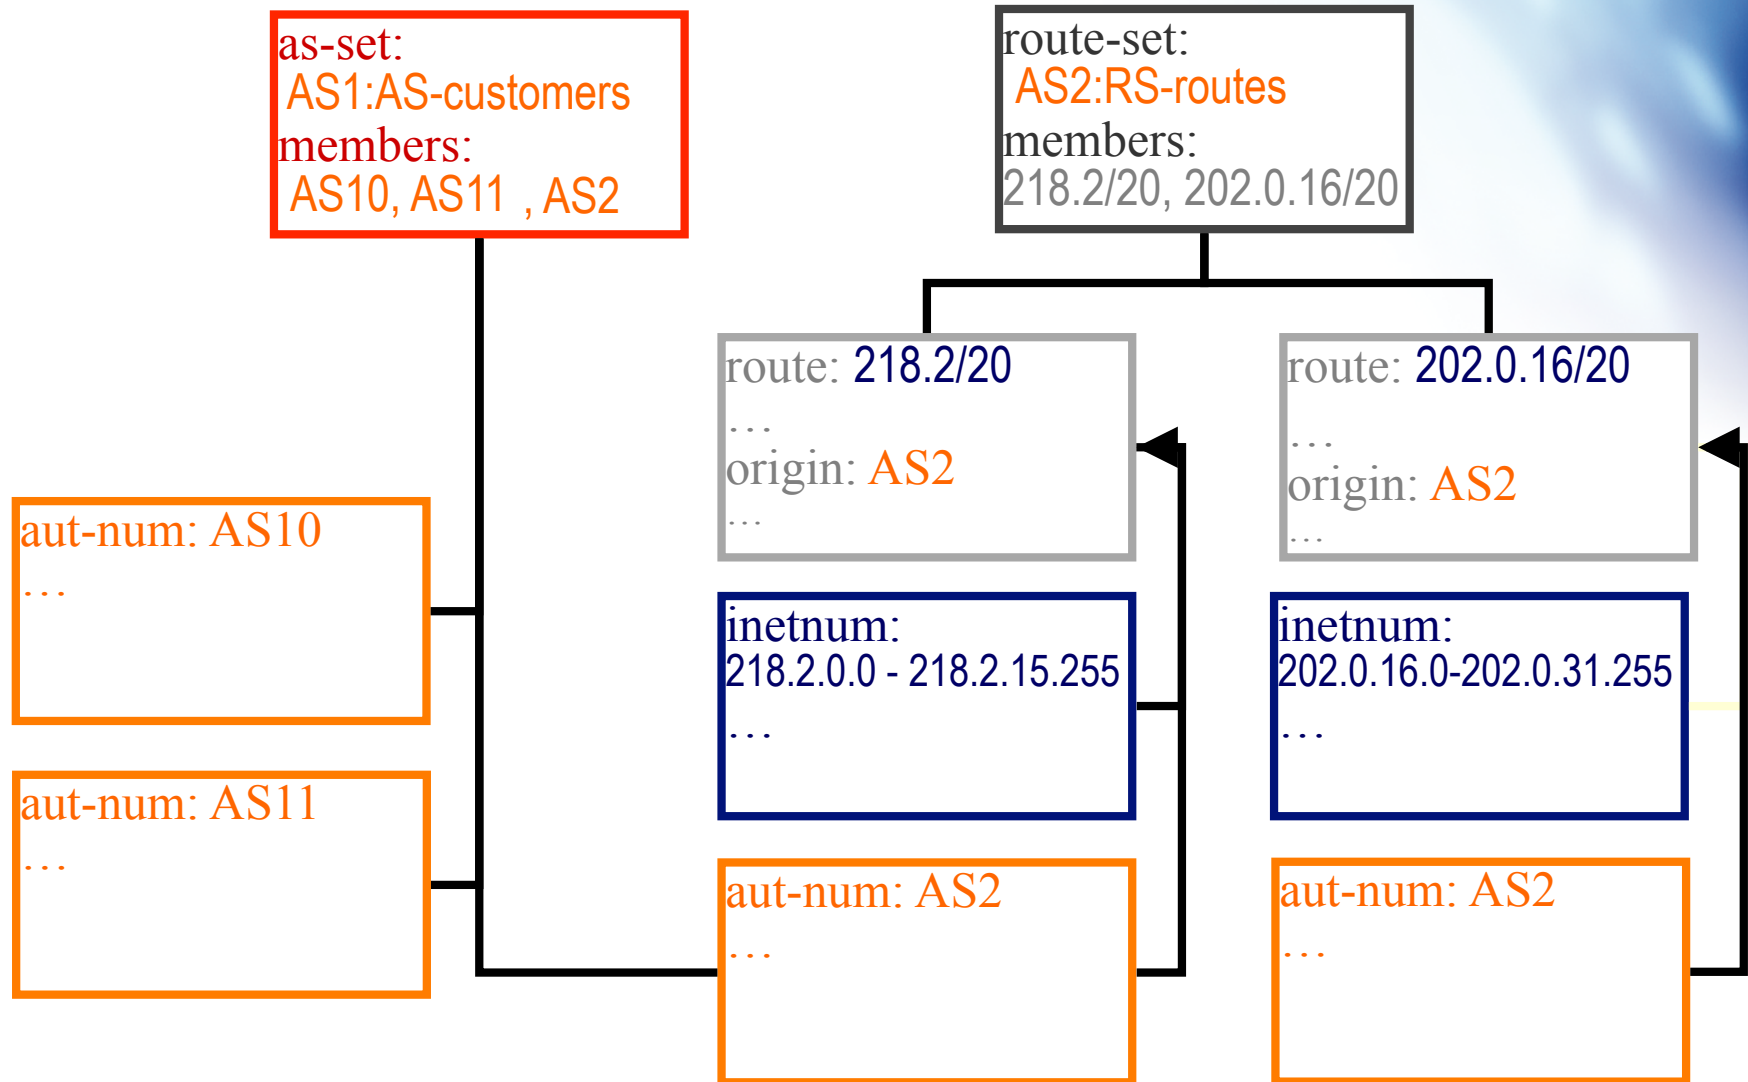 as-set:
AS1:AS-customers
members:
AS10, AS11 , AS2
route-set:
AS2:RS-routes
members:
218.2/20, 202.0.16/20
route: 218.2/20
...
origin: AS2
...
route: 202.0.16/20
...
origin: AS2
...
aut-num: AS10
...
inetnum:
218.2.0.0 - 218.2.15.255
...
inetnum:
202.0.16.0-202.0.31.255
...
aut-num: AS11
...
aut-num: AS2
...
aut-num: AS2
...